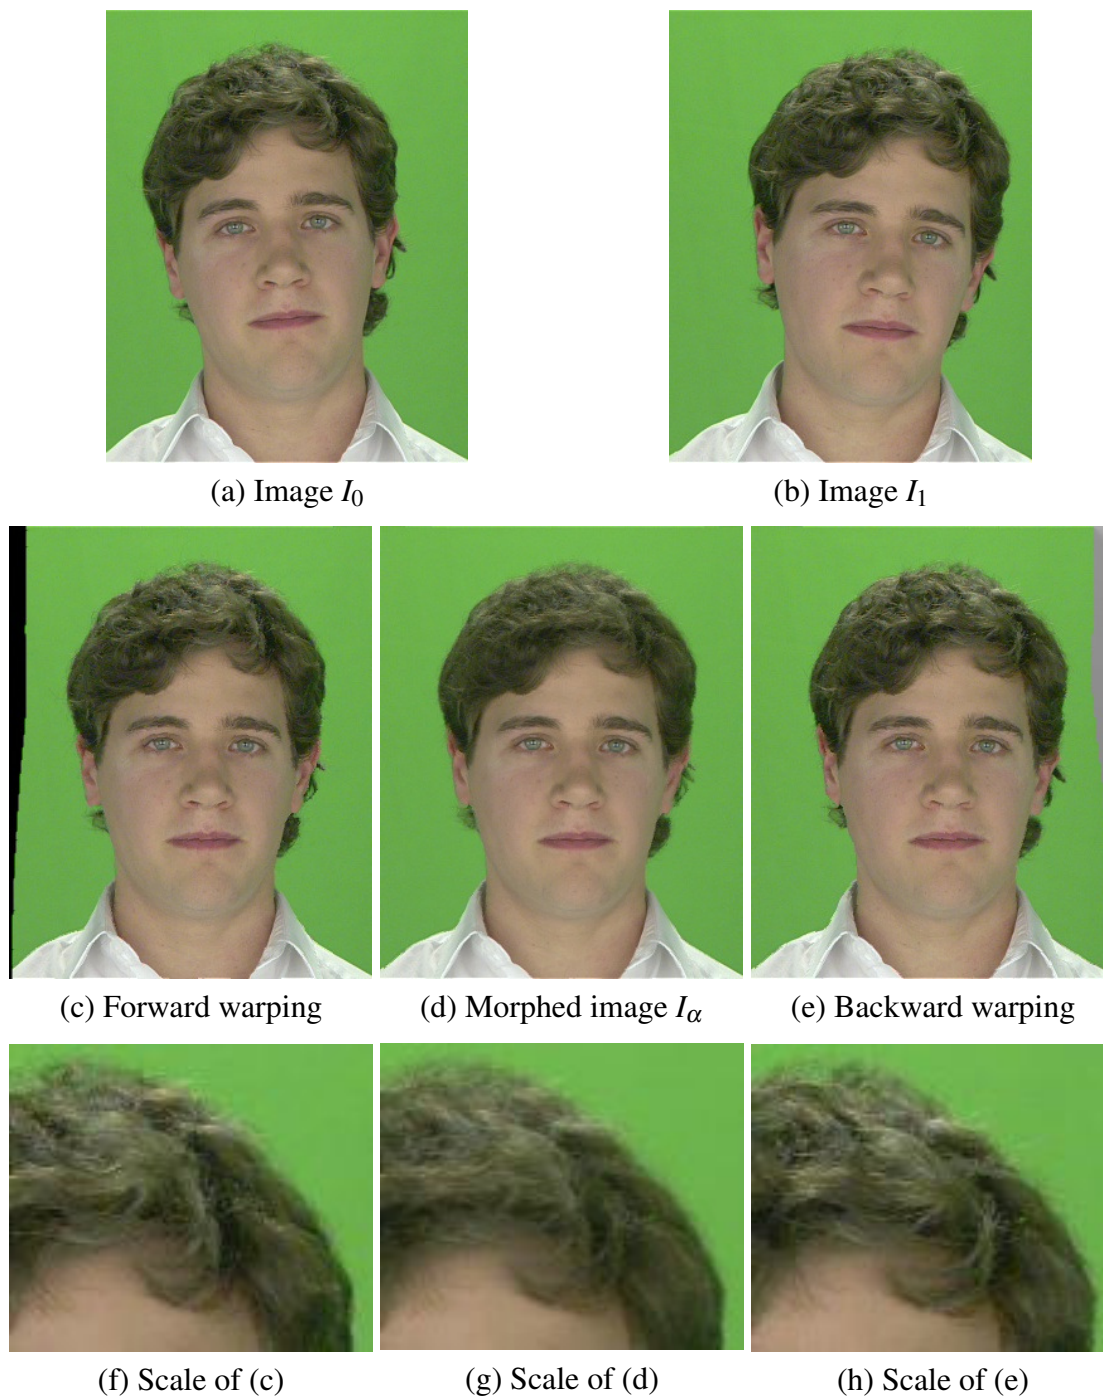 (a) Image I₀
(b) Image I₁
(c) Forward warping
(d) Morphed image Iα
(e) Backward warping
(f) Scale of (c)
(g) Scale of (d)
(h) Scale of (e)